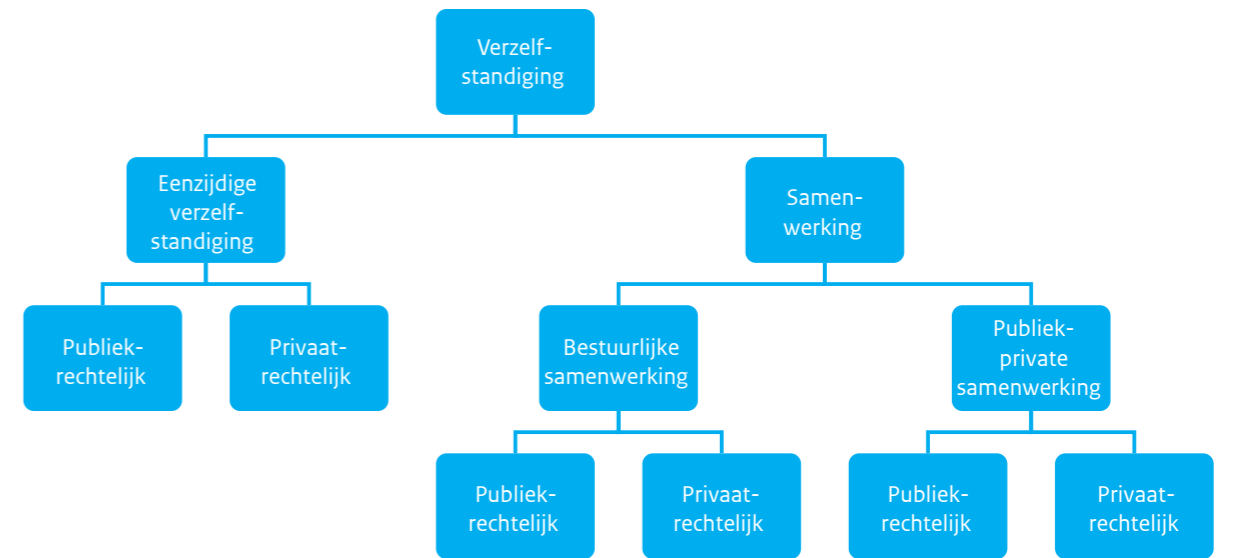 Verzelf-
standiging
Eenzijdige
verzelf-
standiging
Samen-
werking
Publiek-
rechtelijk
Privaat-
rechtelijk
Bestuurlijke
samenwerking
Publiek-
private
samenwerking
Publiek-
rechtelijk
Privaat-
rechtelijk
Publiek-
rechtelijk
Privaat-
rechtelijk